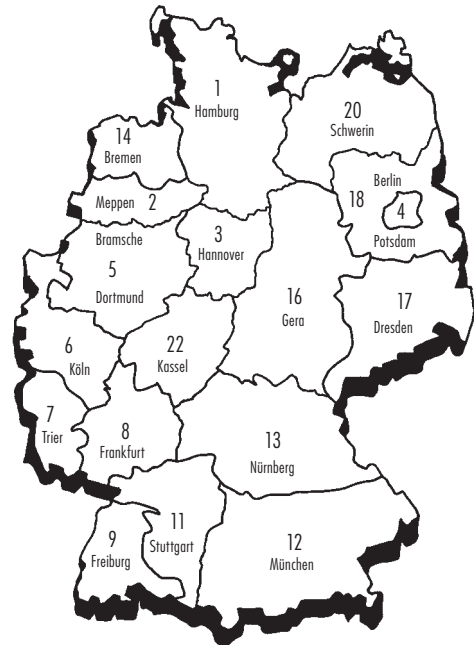 1
Hamburg
20
Schwerin
14
Bremen
Berlin
18
4
Potsdam
Meppen 2
Bramsche
3
Hannover
5
Dortmund
16
Gera
17
Dresden
6
Köln
22
Kassel
7
Trier
8
Frankfurt
13
Nürnberg
9
Freiburg
11
Stuttgart
12
München